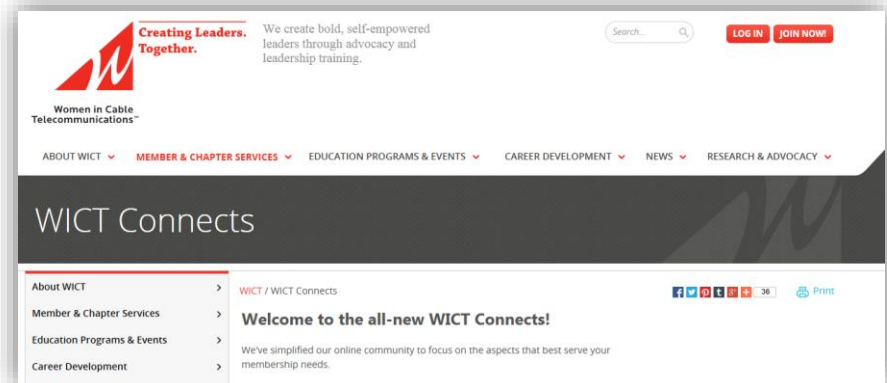 Creating Leaders.
Together.
We create bold, self-empowered
leaders through advocacy and
leadership training.
Search...
LOG IN
JOIN NOW!
Women in Cable
Telecommunications™
ABOUT WICT
MEMBER & CHAPTER SERVICES
EDUCATION PROGRAMS & EVENTS
CAREER DEVELOPMENT
NEWS
RESEARCH & ADVOCACY
WICT Connects
About WICT
Member & Chapter Services
Education Programs & Events
Career Development
WICT / WICT Connects
36
Print
Welcome to the all-new WICT Connects!
We've simplified our online community to focus on the aspects that best serve your
membership needs.